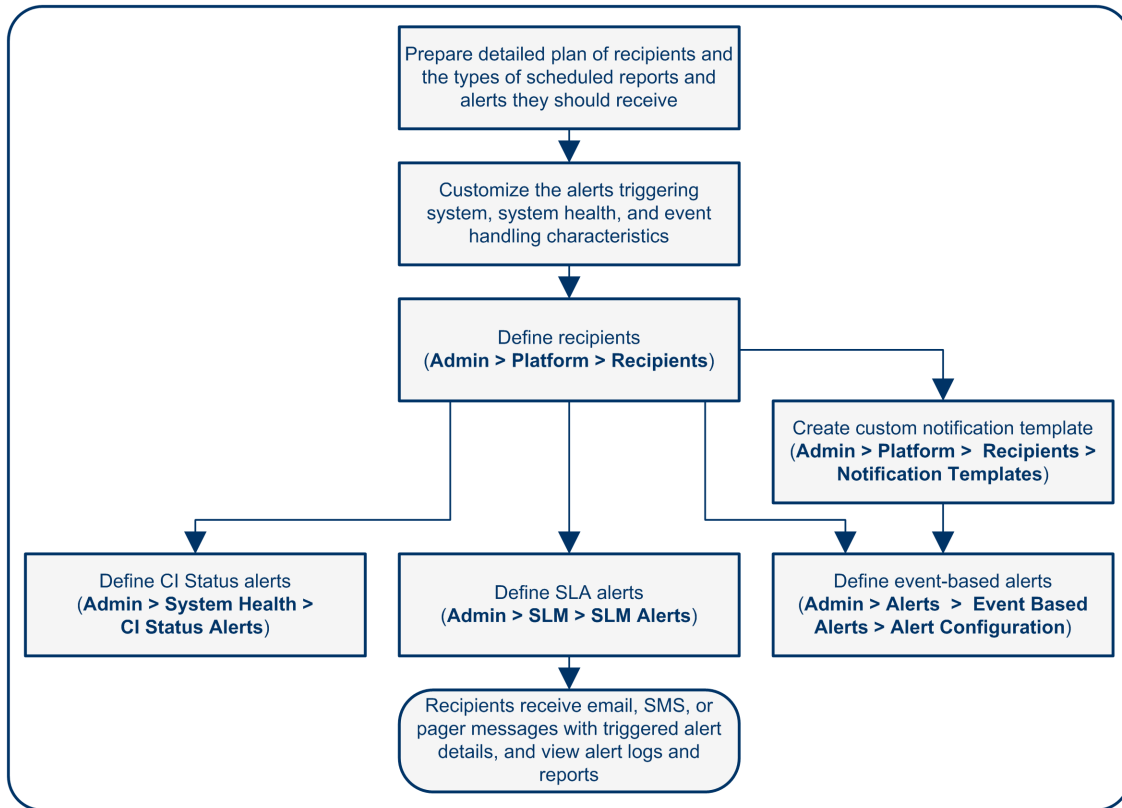 Prepare detailed plan of recipients and
the types of scheduled reports and
alerts they should receive
Customize the alerts triggering
system, system health, and event
handling characteristics
Define recipients
(Admin > Platform > Recipients)
Create custom notification template
(Admin > Platform > Recipients >
Notification Templates)
Define CI Status alerts
(Admin > System Health >
CI Status Alerts)
Define SLA alerts
(Admin > SLM > SLM Alerts)
Define event-based alerts
(Admin > Alerts > Event Based
Alerts > Alert Configuration)
Recipients receive email, SMS, or
pager messages with triggered alert
details, and view alert logs and
reports